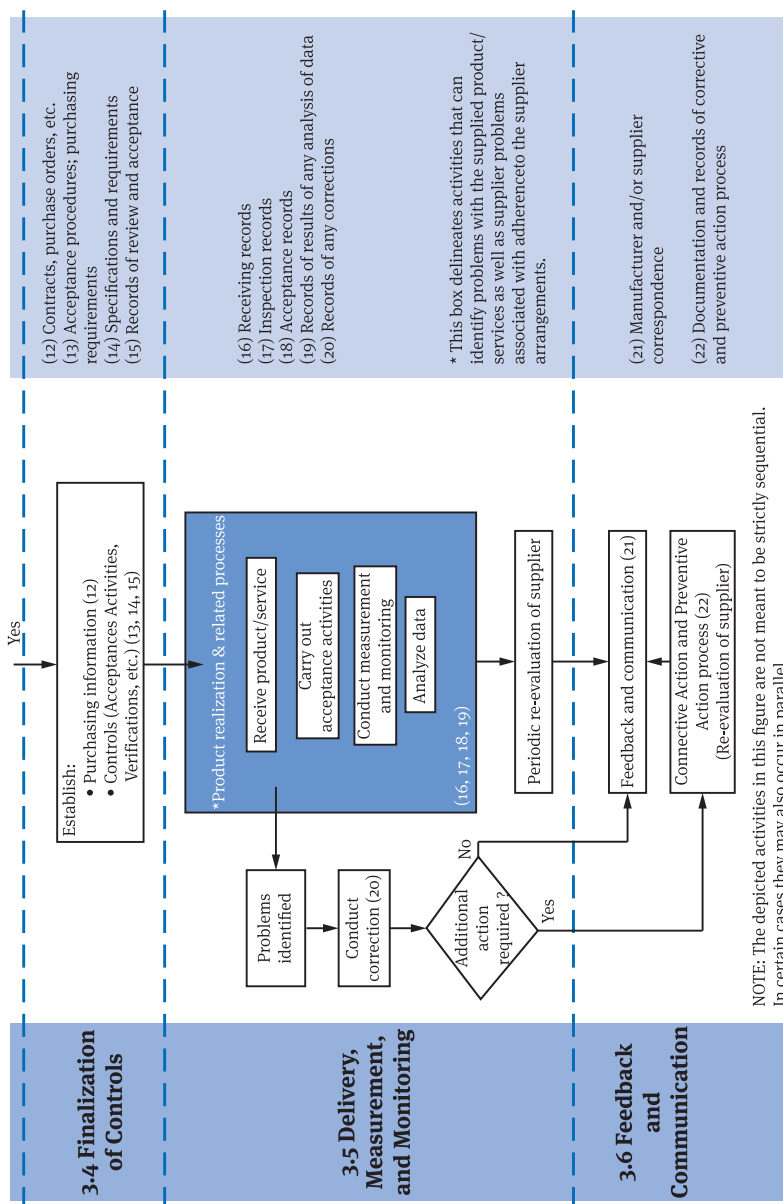 3.4 Finalization
of Controls
Yes
Establish:
• Purchasing information (12)
• Controls (Acceptances Activities,
Verifications, etc.) (13, 14, 15)
(12) Contracts, purchase orders, etc.
(13) Acceptance procedures; purchasing
requirements
(14) Specifications and requirements
(15) Records of review and acceptance
3.5 Delivery,
Measurement,
and Monitoring
Problems
identified
Conduct
correction (20)
Additional
action
required ?
No
Yes
*Product realization & related processes
Receive product/service
Carry out
acceptance activities
Conduct measurement
and monitoring
Analyze data
(16, 17, 18, 19)
Periodic re-evaluation of supplier
(16) Receiving records
(17) Inspection records
(18) Acceptance records
(19) Records of results of any analysis of data
(20) Records of any corrections
* This box delineates activities that can
identify problems with the supplied product/
services as well as supplier problems
associated with adherenceto the supplier
arrangements.
3.6 Feedback
and
Communication
Feedback and communication (21)
Connective Action and Preventive
Action process (22)
(Re-evaluation of supplier)
(21) Manufacturer and/or supplier
correspondence
(22) Documentation and records of corrective
and preventive action process
NOTE: The depicted activities in this figure are not meant to be strictly sequential.
In certain cases they may also occur in parallel